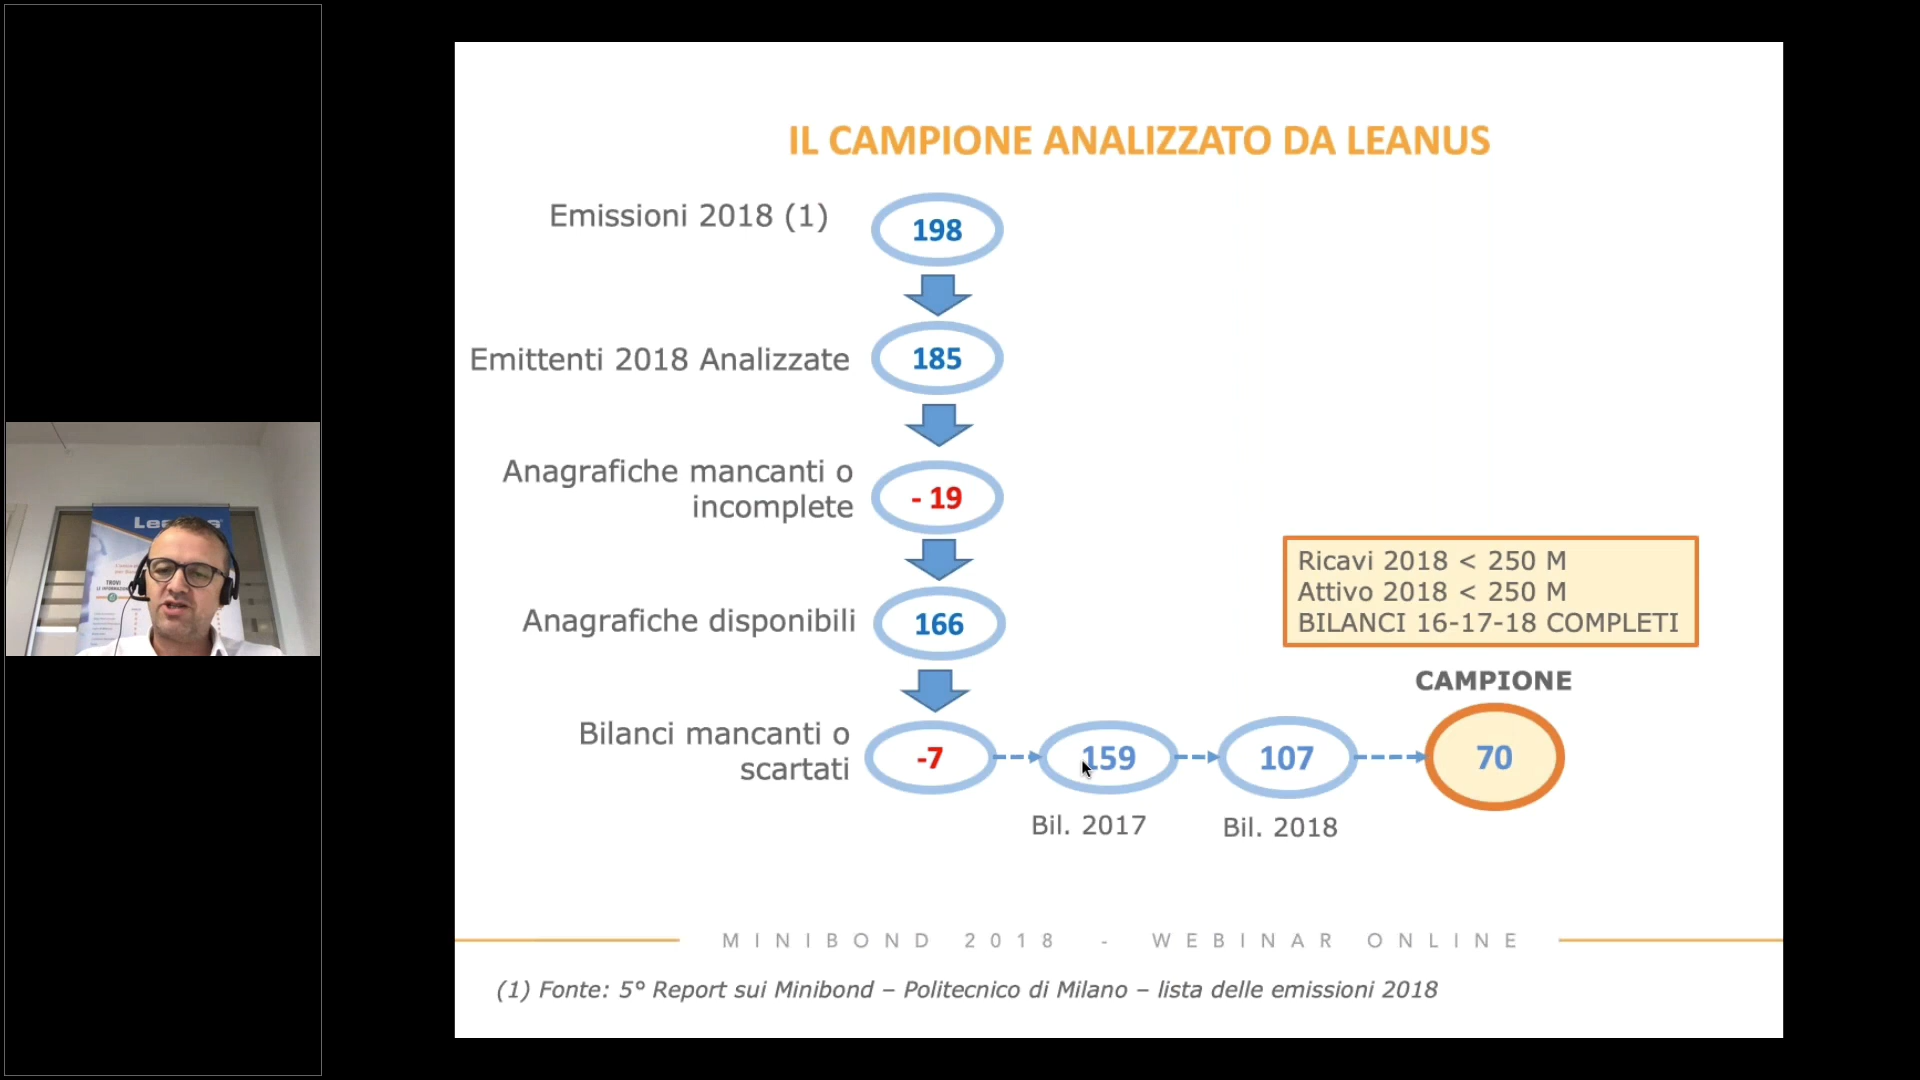 IL CAMPIONE ANALIZZATO DA LEANUS
Emissioni 2018 (1)
198
Emittenti 2018 Analizzate
185
Anagrafiche mancanti o
incomplete
- 19
Anagrafiche disponibili
166
Ricavi 2018 < 250 M
Attivo 2018 < 250 M
BILANCI 16-17-18 COMPLETI
CAMPIONE
Bilanci mancanti o
scartati
-7
159
107
70
Bil. 2017
Bil. 2018
MINIBOND 2018 - WEBINAR ONLINE
(1) Fonte: 5° Report sui Minibond – Politecnico di Milano – lista delle emissioni 2018
TROVI